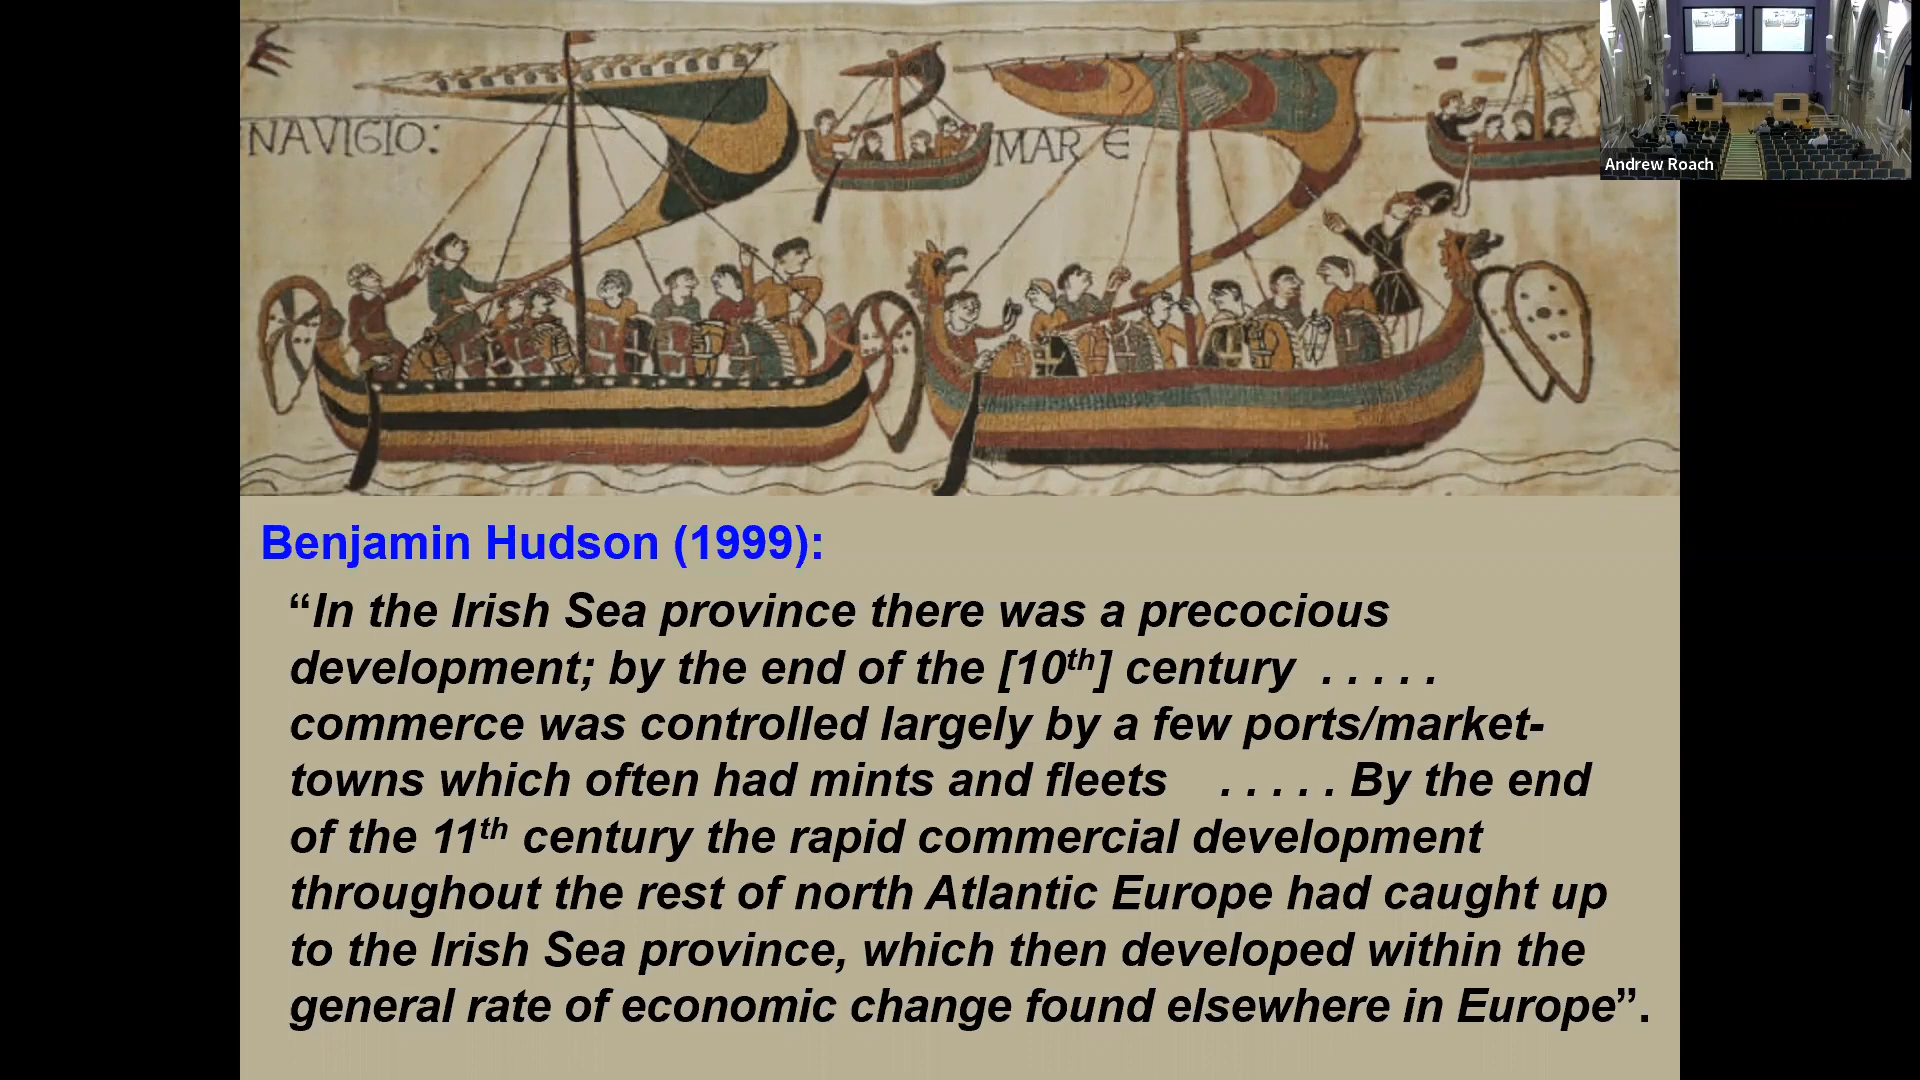 NAVIGIO:
MARE
Andrew Roach
Benjamin Hudson (1999):
“In the Irish Sea province there was a precocious
development; by the end of the [10th] century . . . . .
commerce was controlled largely by a few ports/market-
towns which often had mints and fleets . . . . . By the end
of the 11th century the rapid commercial development
throughout the rest of north Atlantic Europe had caught up
to the Irish Sea province, which then developed within the
general rate of economic change found elsewhere in Europe”.